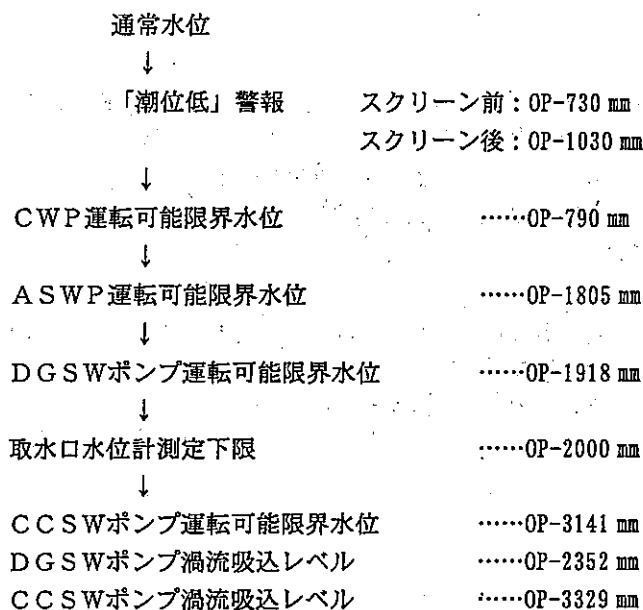 通常水位
↓
「潮位低」警報 スクリーン前：OP-730 mm
スクリーン後：OP-1030 mm
↓
CWP運転可能限界水位 ……OP-790 mm
↓
ASWP運転可能限界水位 ……OP-1805 mm
↓
DGSWポンプ運転可能限界水位 ……OP-1918 mm
↓
取水口水位計測定下限 ……OP-2000 mm
↓
CCSWポンプ運転可能限界水位 ……OP-3141 mm
DGSWポンプ渦流吸込レベル ……OP-2352 mm
CCSWポンプ渦流吸込レベル ……OP-3329 mm